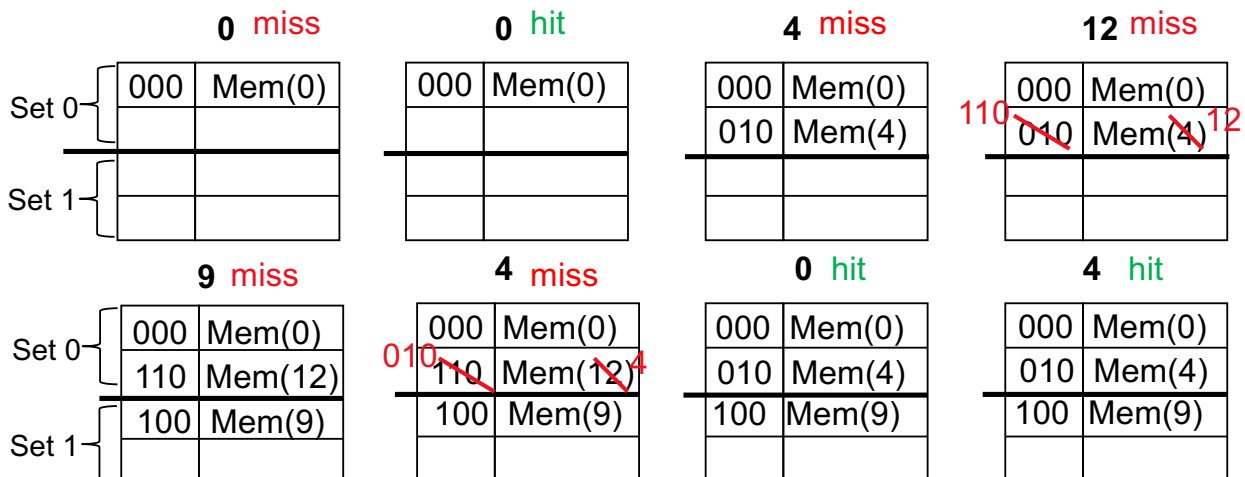 0 miss
0 hit
4 miss
12 miss
Set 0
000 Mem(0)
Set 1
000 Mem(0)
000 Mem(0)
010 Mem(4)
000 Mem(0)
110 010 Mem(4) 12
9 miss
4 miss
0 hit
4 hit
Set 0
000 Mem(0)
110 Mem(12)
Set 1
100 Mem(9)
000 Mem(0)
010 110 Mem(12) 4
100 Mem(9)
000 Mem(0)
010 Mem(4)
100 Mem(9)
000 Mem(0)
010 Mem(4)
100 Mem(9)